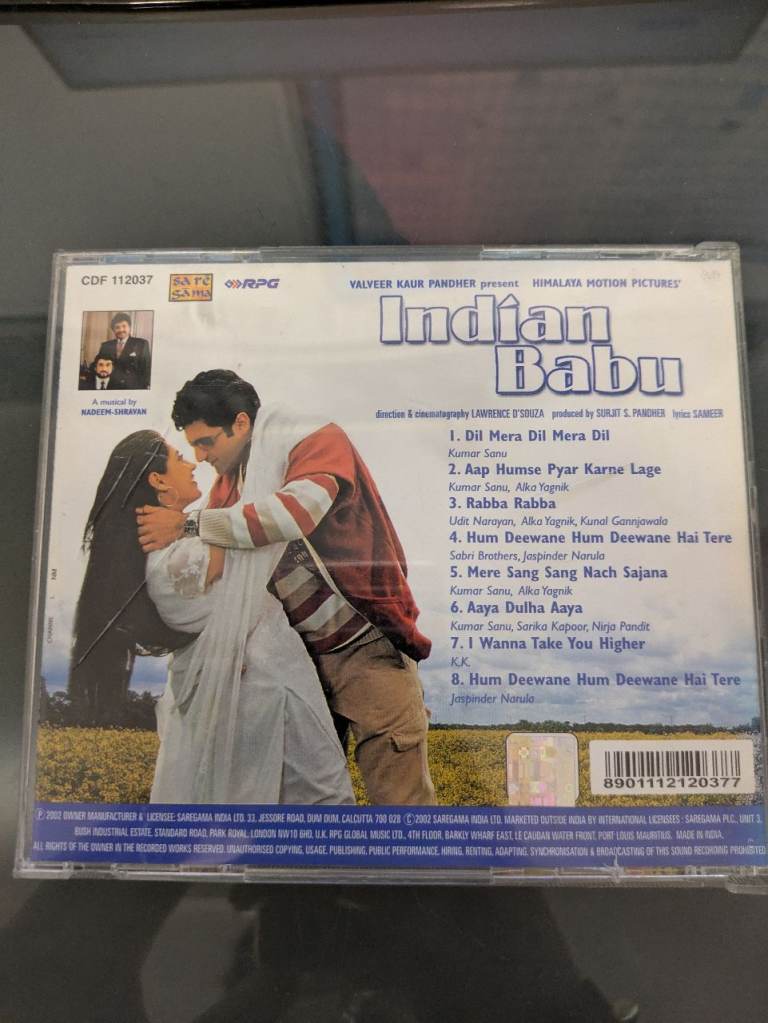 CDF 112037
sa rē
gā ma
RPG
VALVEER KAUR PANDHER present HIMALAYA MOTION PICTURES'
Indian
Babu
A musical by
NADEEM-SHRAVAN
direction & cinematography LAWRENCE D'SOUZA produced by SURJIT S. PANDHER lyrics SAMEER
1. Dil Mera Dil Mera Dil
Kumar Sanu
2. Aap Humse Pyar Karne Lage
Kumar Sanu, Alka Yagnik
3. Rabba Rabba
Udit Narayan, Alka Yagnik, Kunal Gannjawala
4. Hum Deewane Hum Deewane Hai Tere
Sabri Brothers, Jaspinder Narula
5. Mere Sang Sang Nach Sajana
Kumar Sanu, Alka Yagnik
6. Aaya Dulha Aaya
Kumar Sanu, Sarika Kapoor, Nirja Pandit
7. I Wanna Take You Higher
K.K.
8. Hum Deewane Hum Deewane Hai Tere
Jaspinder Narula
8901112120377
Ⓟ 2002 OWNER MANUFACTURER & LICENSEE: SAREGAMA INDIA LTD. 33, JESSORE ROAD, DUM DUM, CALCUTTA 700 028 Ⓒ 2002 SAREGAMA INDIA LTD. MARKETED OUTSIDE INDIA BY INTERNATIONAL LICENSEES : SAREGAMA PLC., UNIT 3,
BUSH INDUSTRIAL ESTATE, STANDARD ROAD, PARK ROYAL, LONDON NW10 6HD, U.K. RPG GLOBAL MUSIC LTD., 4TH FLOOR, BARKLY WHARF EAST, LE CAUDAN WATER FRONT, PORT LOUIS MAURITIUS. MADE IN INDIA.
ALL RIGHTS OF THE OWNER IN THE RECORDED WORKS RESERVED. UNAUTHORISED COPYING, USAGE, PUBLISHING, PUBLIC PERFORMANCE, HIRING, RENTING, ADAPTING, SYNCHRONISATION & BROADCASTING OF THIS SOUND RECORDING PROHIBITED